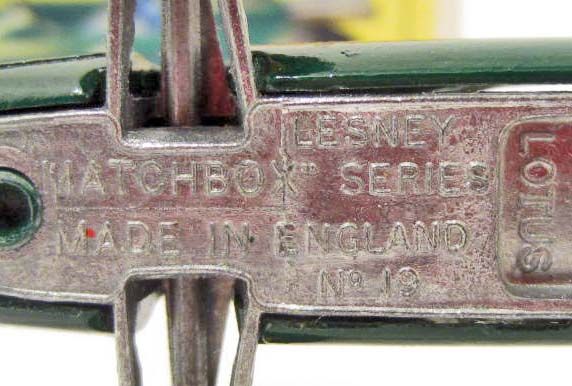 LESNEY
"MATCHBOX" SERIES
MADE IN ENGLAND
Nº 19
LOTUS